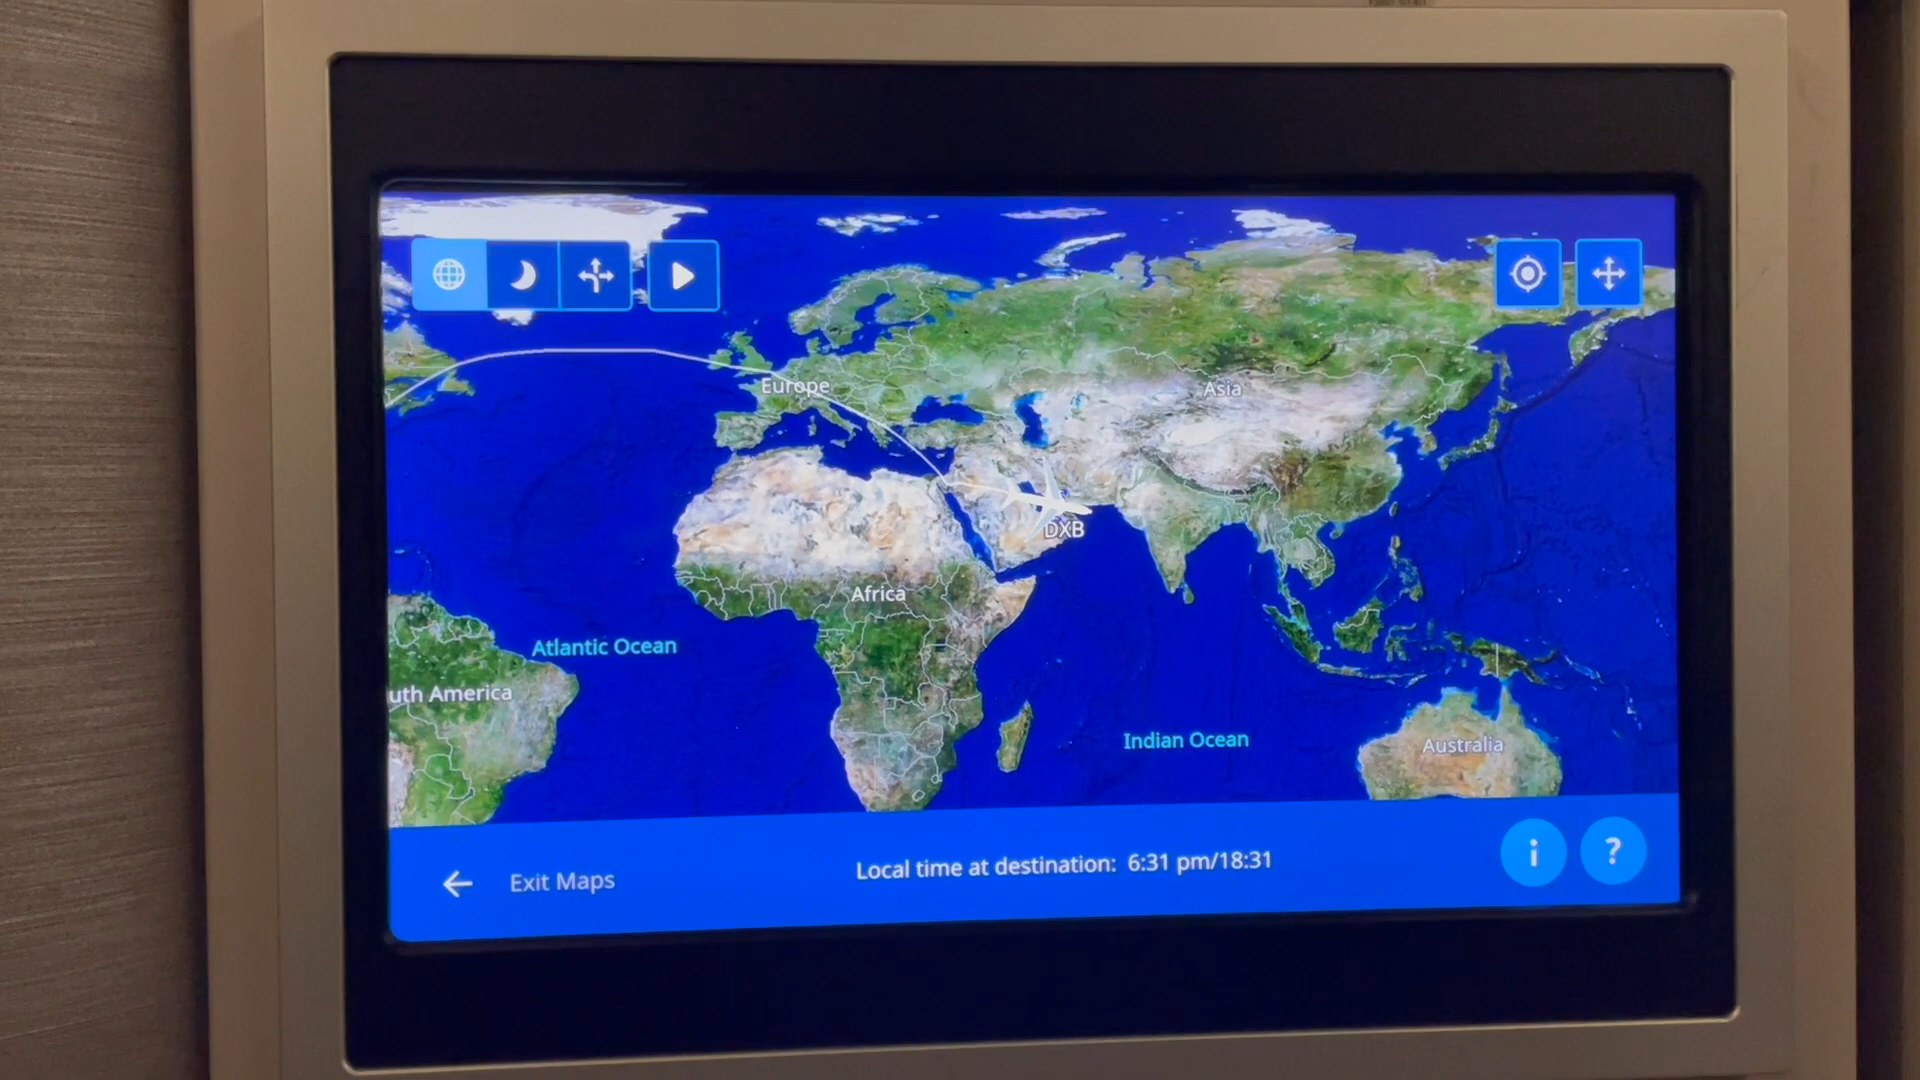 Europe
Asia
DXB
Africa
Atlantic Ocean
uth America
Indian Ocean
Australia
Exit Maps
Local time at destination: 6:31 pm/18:31
i
?